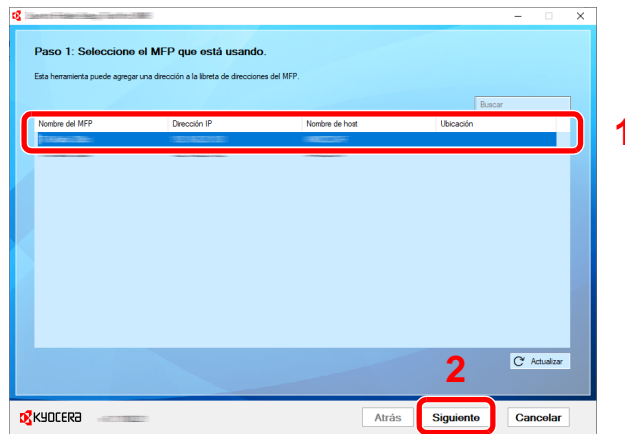 Paso 1: Seleccione el MFP que está usando.
Esta herramienta puede agregar una dirección a la libreta de direcciones del MFP.
Buscar
Nombre del MFP Dirección IP Nombre de host Ubicación
1
Actualizar
2
KYOCERA Atrás Siguiente Cancelar